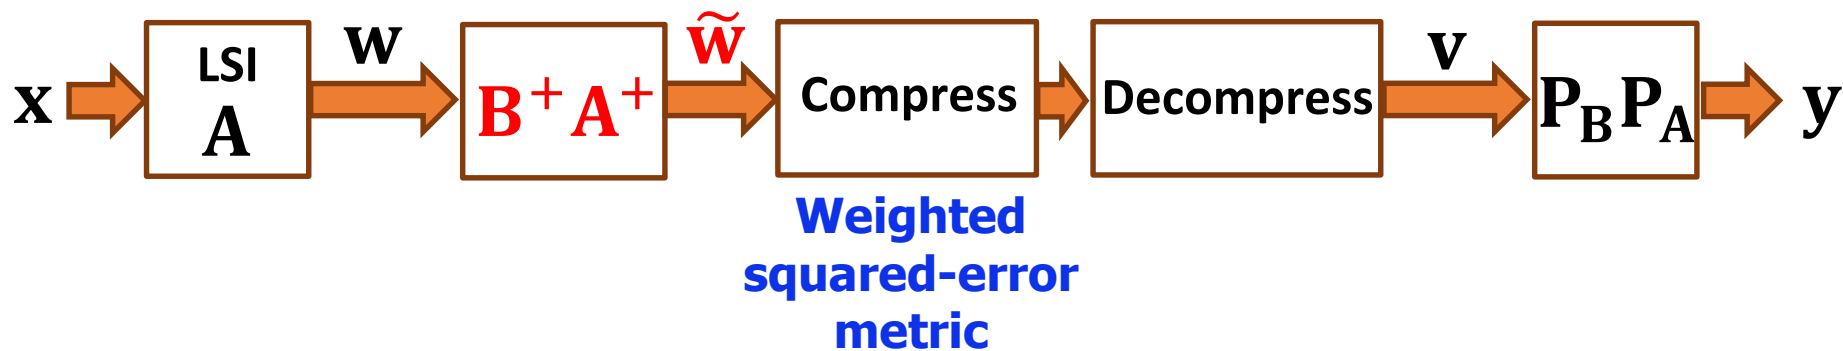 x
LSI
A
w
B⁺A⁺
w̃
Compress
Decompress
v
P_B P_A
y
Weighted
squared-error
metric